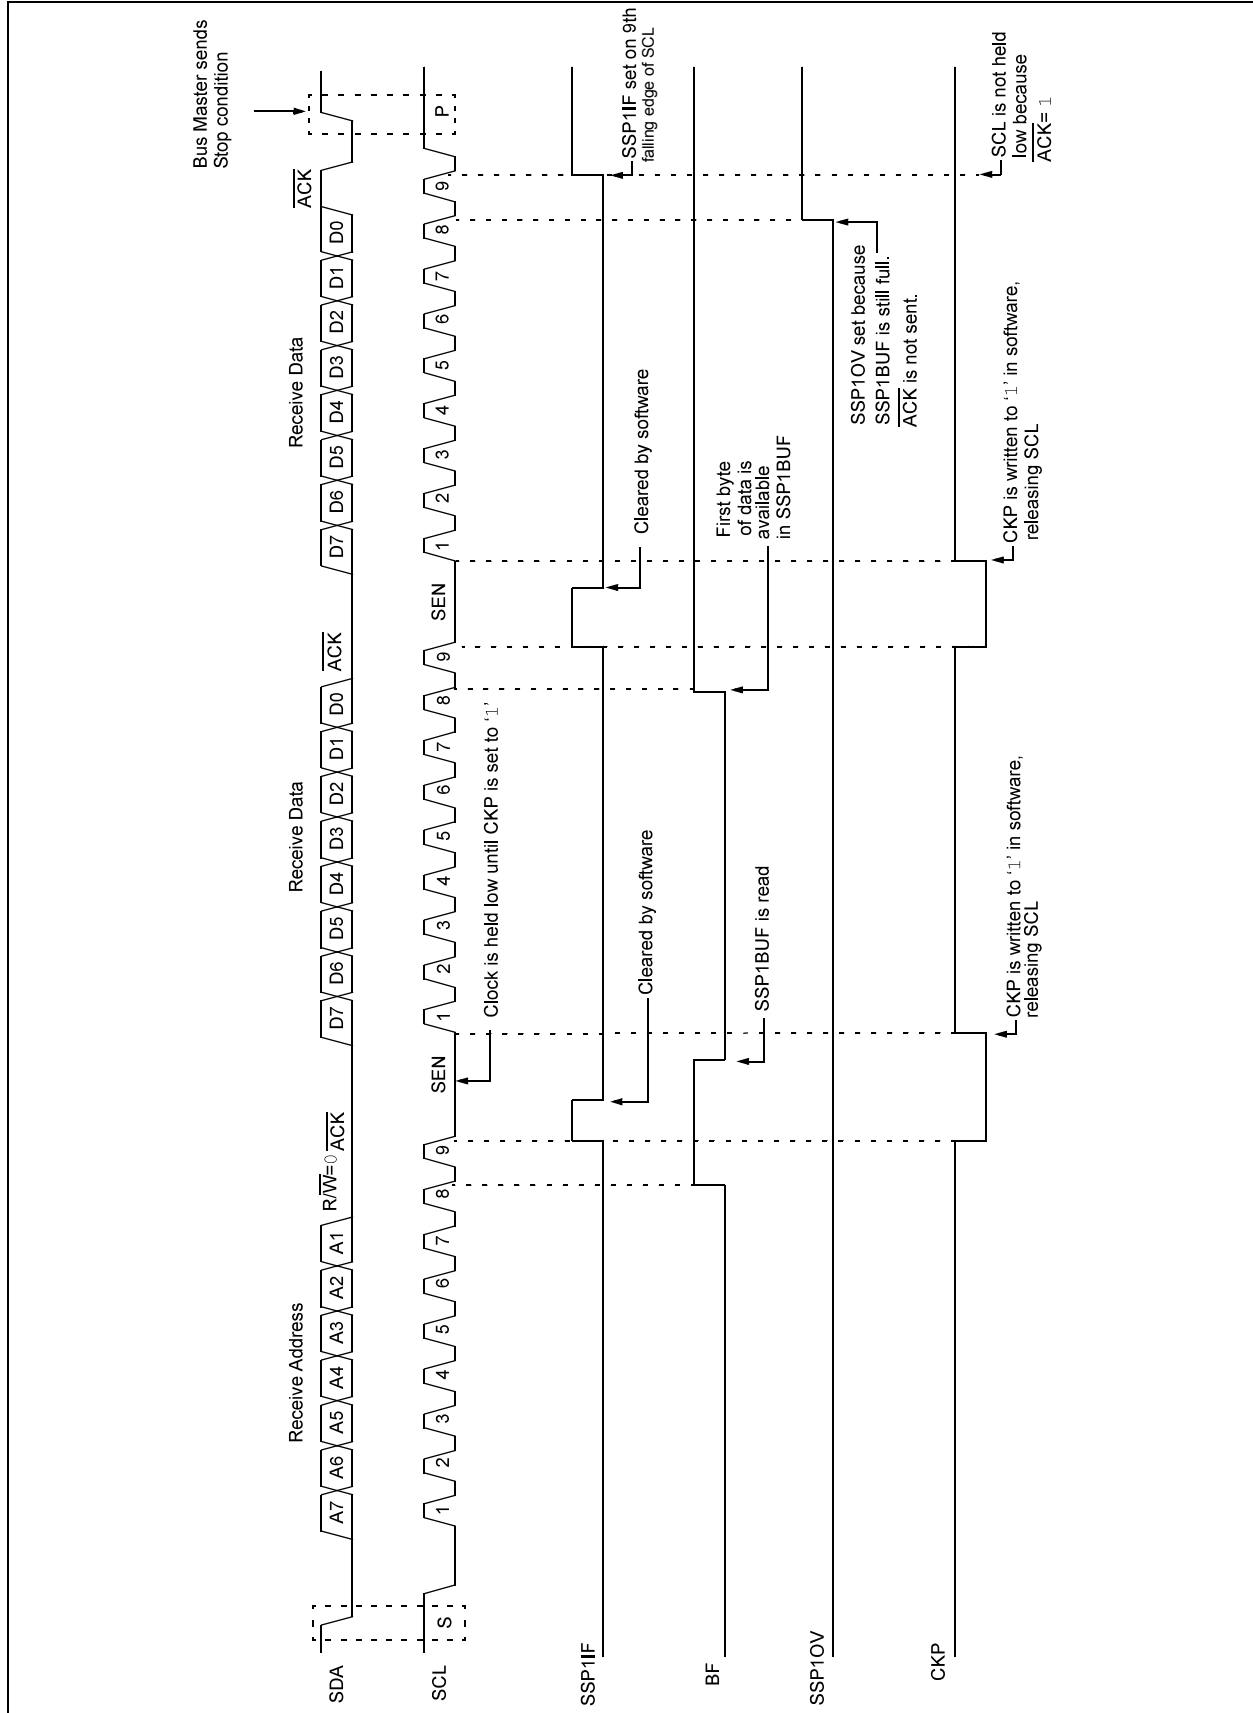 Bus Master sends
Stop condition
Receive Address
Receive Data
Receive Data
SDA
A7 A6 A5 A4 A3 A2 A1 R/W=0 ACK D7 D6 D5 D4 D3 D2 D1 D0 ACK D7 D6 D5 D4 D3 D2 D1 D0 ACK
SCL
S 1 2 3 4 5 6 7 8 9 SEN 1 2 3 4 5 6 7 8 9 SEN 1 2 3 4 5 6 7 8 9 P
Clock is held low until CKP is set to ‘1’
SSP1IF
Cleared by software
Cleared by software
SSP1IF set on 9th
falling edge of SCL
BF
SSP1BUF is read
First byte
of data is
available
in SSP1BUF
SSP1OV
SSP1OV set because
SSP1BUF is still full.
ACK is not sent.
CKP
CKP is written to ‘1’ in software,
releasing SCL
CKP is written to ‘1’ in software,
releasing SCL
SCL is not held
low because
ACK= 1